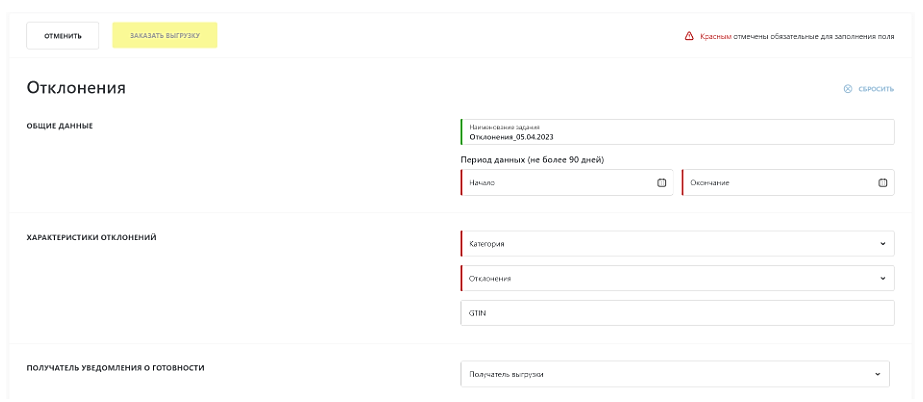 ОТМЕНИТЬ
ЗАКАЗАТЬ ВЫГРУЗКУ
Красным отмечены обязательные для заполнения поля
Отклонения
СБРОСИТЬ
ОБЩИЕ ДАННЫЕ
Наименование задания
Отклонения_05.04.2023
Период данных (не более 90 дней)
Начало
Окончание
ХАРАКТЕРИСТИКИ ОТКЛОНЕНИЙ
Категория
Отклонения
GTIN
ПОЛУЧАТЕЛЬ УВЕДОМЛЕНИЯ О ГОТОВНОСТИ
Получатель выгрузки